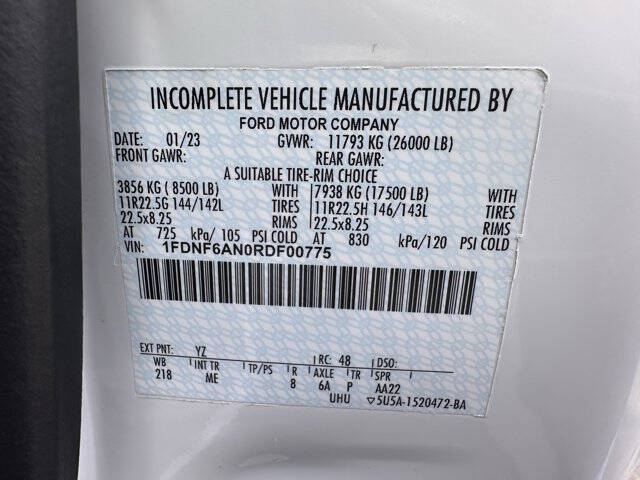 INCOMPLETE VEHICLE MANUFACTURED BY
FORD MOTOR COMPANY
DATE: 01/23 GVWR: 11793 KG (26000 LB)
FRONT GAWR: REAR GAWR:
A SUITABLE TIRE-RIM CHOICE
3856 KG ( 8500 LB) WITH 7938 KG (17500 LB) WITH
11R22.5G 144/142L TIRES 11R22.5H 146/143L TIRES
22.5x8.25 RIMS 22.5x8.25 RIMS
AT 725 kPa/ 105 PSI COLD AT 830 kPa/120 PSI COLD
VIN: 1FDNF6AN0RDF00775
EXT PNT: YZ RC: 48 DSO:
WB INT TR TP/PS R AXLE TR SPR
218 ME 8 6A P AA22
UHU ▽5U5A-1520472-BA